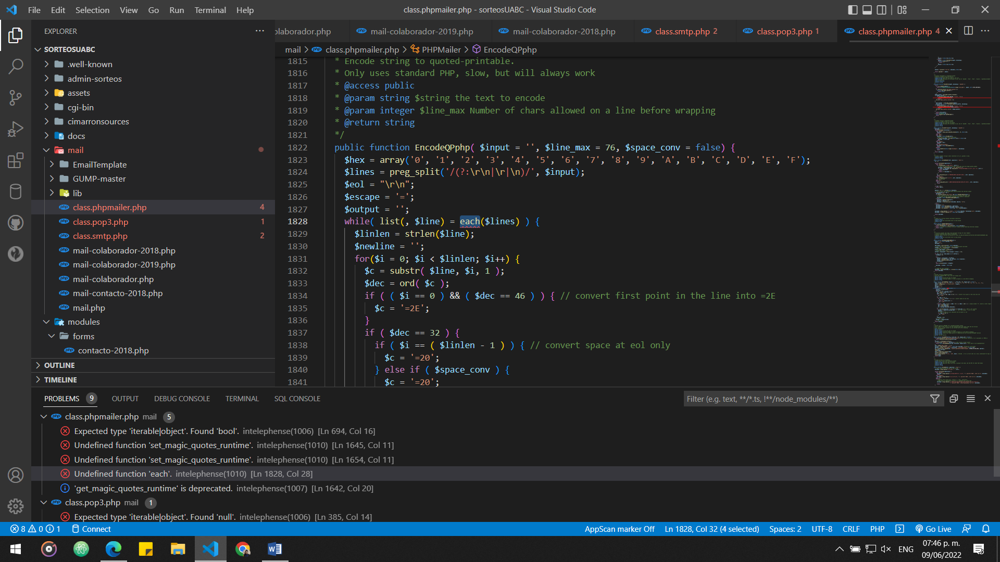 File Edit Selection View Go Run Terminal Help
class.phpmailer.php - sorteosUABC - Visual Studio Code
EXPLORER
SORTEOSUABC
.well-known
admin-sorteos
assets
cgi-bin
cimarronsources
docs
mail
EmailTemplate
GUMP-master
lib
class.phpmailer.php 4
class.pop3.php 1
class.smtp.php 2
mail-colaborador-2018.php
mail-colaborador-2019.php
mail-colaborador.php
mail-contacto-2018.php
mail.php
modules
forms
contacto-2018.php
OUTLINE
TIMELINE
olaborador.php mail-colaborador-2019.php mail-colaborador-2018.php class.smtp.php 2 class.pop3.php 1 class.phpmailer.php 4
mail > class.phpmailer.php > PHPMailer > EncodeQPphp
1815 * Encode string to quoted-printable.
1816 * Only uses standard PHP, slow, but will always work
1817 * @access public
1818 * @param string $string the text to encode
1819 * @param integer $line_max Number of chars allowed on a line before wrapping
1820 * @return string
1821 */
1822 public function EncodeQPphp( $input = '', $line_max = 76, $space_conv = false) {
1823 $hex = array('0', '1', '2', '3', '4', '5', '6', '7', '8', '9', 'A', 'B', 'C', 'D', 'E', 'F');
1824 $lines = preg_split('/(?:\r\n|\r|\n)/', $input);
1825 $eol = "\r\n";
1826 $escape = '=';
1827 $output = '';
1828 while( list(, $line) = each($lines) ) {
1829 $linlen = strlen($line);
1830 $newline = '';
1831 for($i = 0; $i < $linlen; $i++) {
1832 $c = substr( $line, $i, 1 );
1833 $dec = ord( $c );
1834 if ( ( $i == 0 ) && ( $dec == 46 ) ) { // convert first point in the line into =2E
1835 $c = '=2E';
1836 }
1837 if ( $dec == 32 ) {
1838 if ( $i == ( $linlen - 1 ) ) { // convert space at eol only
1839 $c = '=20';
1840 } else if ( $space_conv ) {
1841 $c = '=20';
PROBLEMS 9 OUTPUT DEBUG CONSOLE TERMINAL SQL CONSOLE
Filter (e.g. text, **/*.ts, !**/node_modules/**)
class.phpmailer.php mail 5
Expected type 'iterable|object'. Found 'bool'. intelephense(1006) [Ln 694, Col 16]
Undefined function 'set_magic_quotes_runtime'. intelephense(1010) [Ln 1645, Col 11]
Undefined function 'set_magic_quotes_runtime'. intelephense(1010) [Ln 1654, Col 11]
Undefined function 'each'. intelephense(1010) [Ln 1828, Col 28]
'get_magic_quotes_runtime' is deprecated. intelephense(1007) [Ln 1642, Col 20]
class.pop3.php mail 1
Expected type 'iterable|object'. Found 'null'. intelephense(1006) [Ln 385, Col 14]
8 0 1 Connect
AppScan marker Off Ln 1828, Col 32 (4 selected) Spaces: 2 UTF-8 CRLF PHP Go Live
ENG
07:46 p. m.
09/06/2022